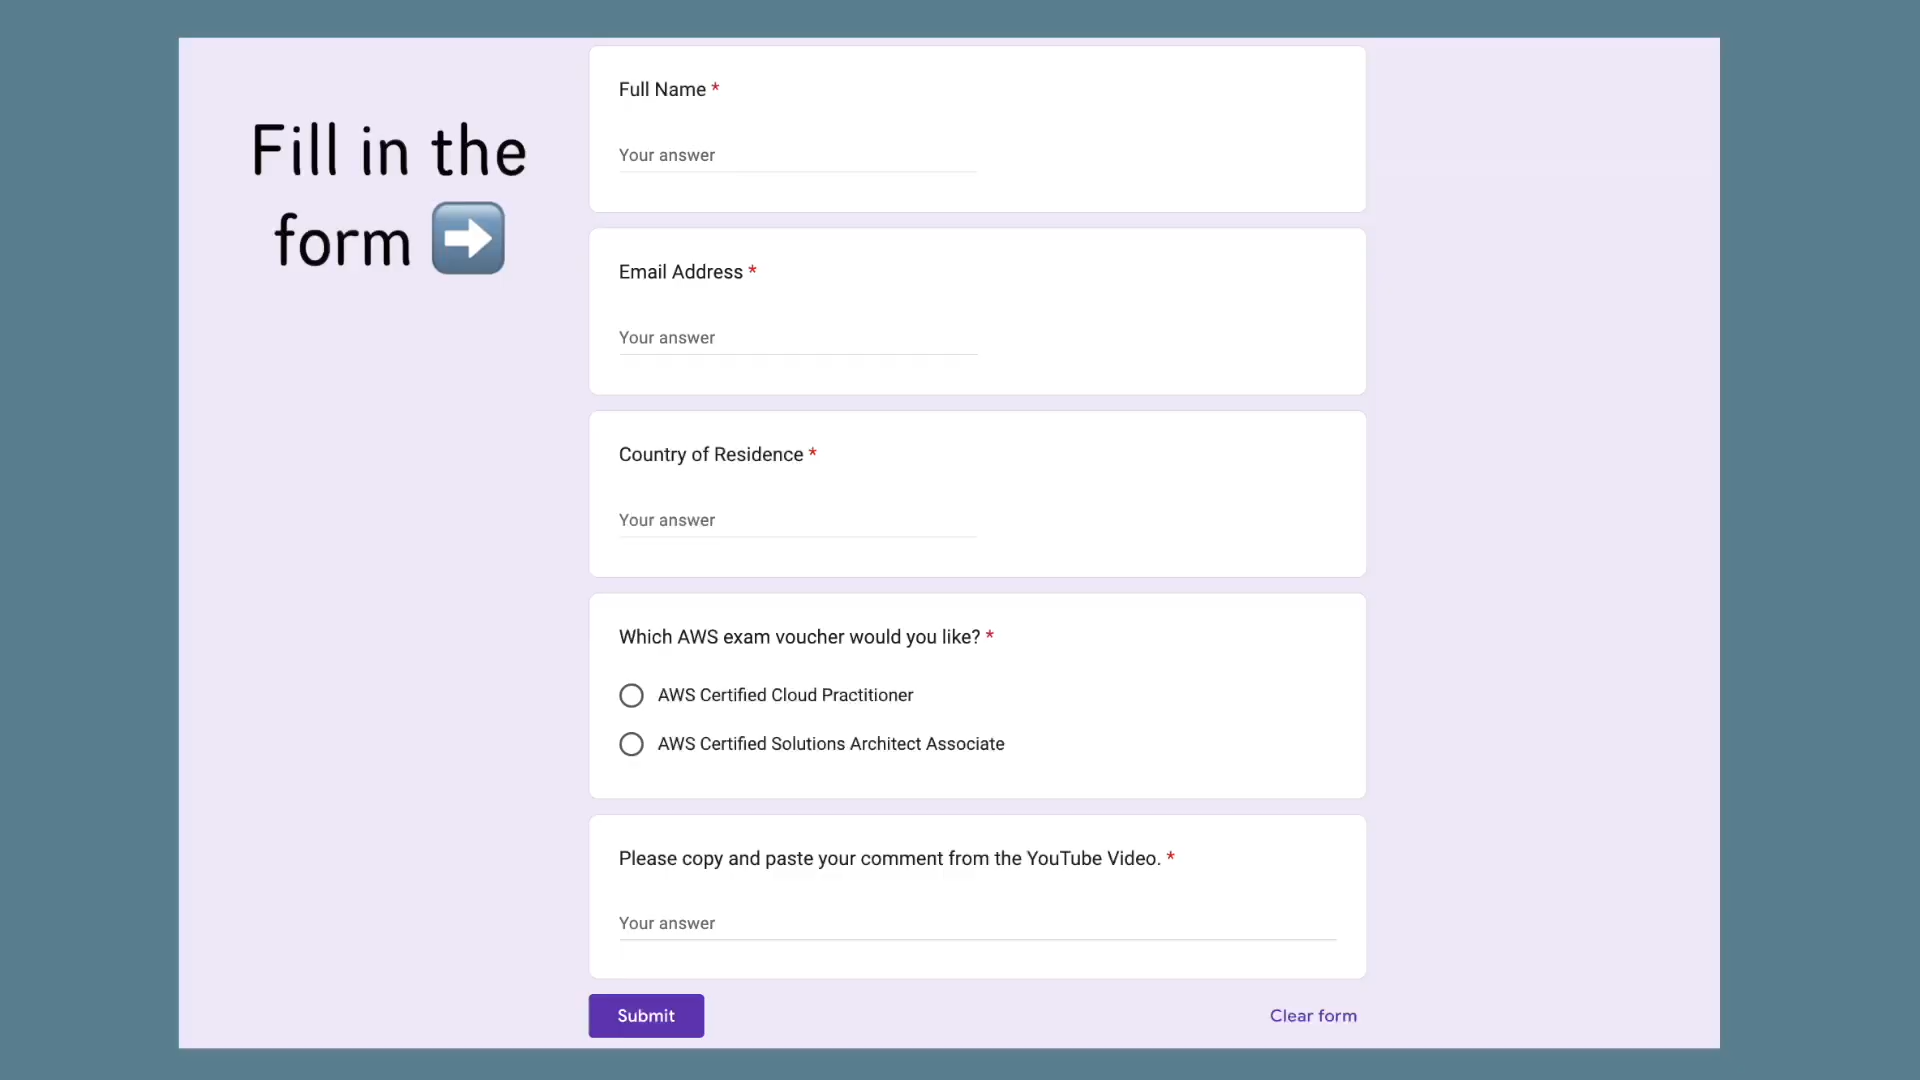 Fill in the
form ➡️
Full Name *
Your answer
Email Address *
Your answer
Country of Residence *
Your answer
Which AWS exam voucher would you like? *
AWS Certified Cloud Practitioner
AWS Certified Solutions Architect Associate
Please copy and paste your comment from the YouTube Video. *
Your answer
Submit
Clear form